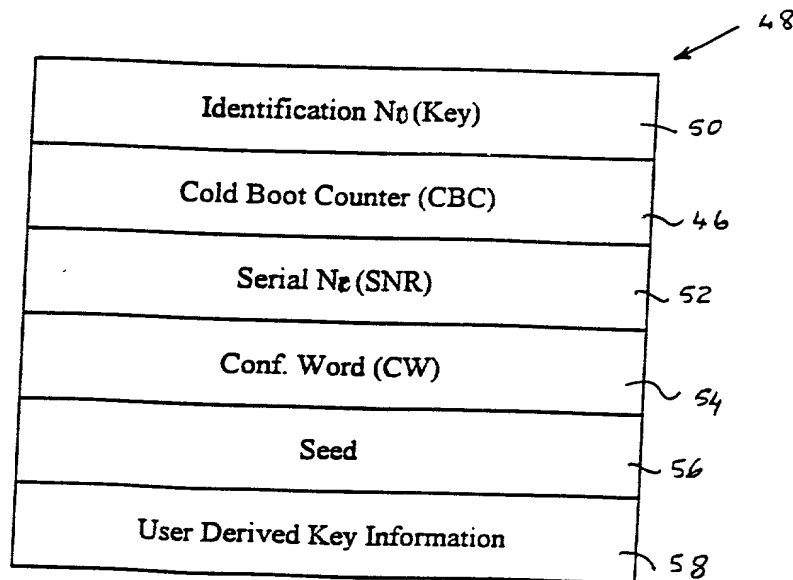 48
Identification No (Key)
50
Cold Boot Counter (CBC)
46
Serial (SNR)
52
Conf. Word (CW)
54
Seed
56
User Derived Key Information
58